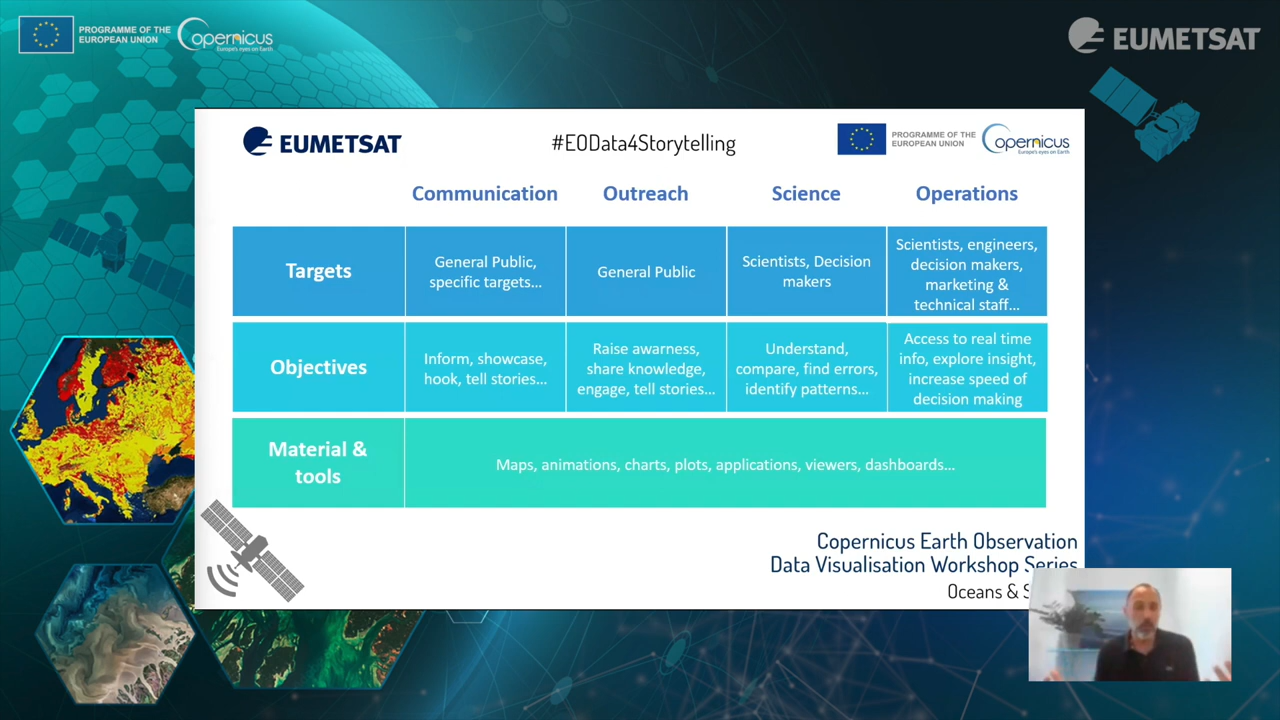 PROGRAMME OF THE
EUROPEAN UNION
Copernicus
Europe's eyes on Earth
EUMETSAT
EUMETSAT
#EOData4Storytelling
PROGRAMME OF THE
EUROPEAN UNION
Copernicus
Europe's eyes on Earth
Communication
Outreach
Science
Operations
Targets
General Public,
specific targets...
General Public
Scientists, Decision
makers
Scientists, engineers,
decision makers,
marketing &
technical staff...
Objectives
Inform, showcase,
hook, tell stories...
Raise awarness,
share knowledge,
engage, tell stories...
Understand,
compare, find errors,
identify patterns...
Access to real time
info, explore insight,
increase speed of
decision making
Material &
tools
Maps, animations, charts, plots, applications, viewers, dashboards...
Copernicus Earth Observation
Data Visualisation Workshop Series
Oceans &